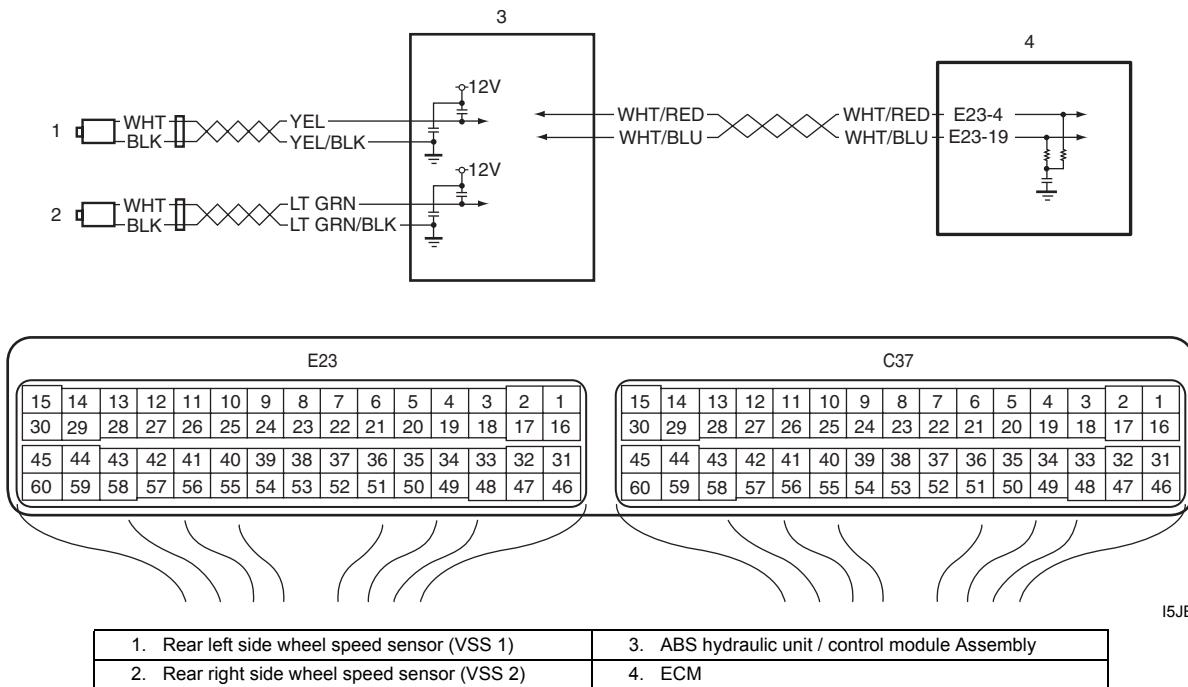 3
4
12V
1 WHT YEL WHT/RED WHT/RED E23-4
BLK YEL/BLK WHT/BLU WHT/BLU E23-19
12V
2 WHT LT GRN
BLK LT GRN/BLK
E23
15 14 13 12 11 10 9 8 7 6 5 4 3 2 1
30 29 28 27 26 25 24 23 22 21 20 19 18 17 16
45 44 43 42 41 40 39 38 37 36 35 34 33 32 31
60 59 58 57 56 55 54 53 52 51 50 49 48 47 46
C37
15 14 13 12 11 10 9 8 7 6 5 4 3 2 1
30 29 28 27 26 25 24 23 22 21 20 19 18 17 16
45 44 43 42 41 40 39 38 37 36 35 34 33 32 31
60 59 58 57 56 55 54 53 52 51 50 49 48 47 46
1. Rear left side wheel speed sensor (VSS 1) 3. ABS hydraulic unit / control module Assembly
2. Rear right side wheel speed sensor (VSS 2) 4. ECM